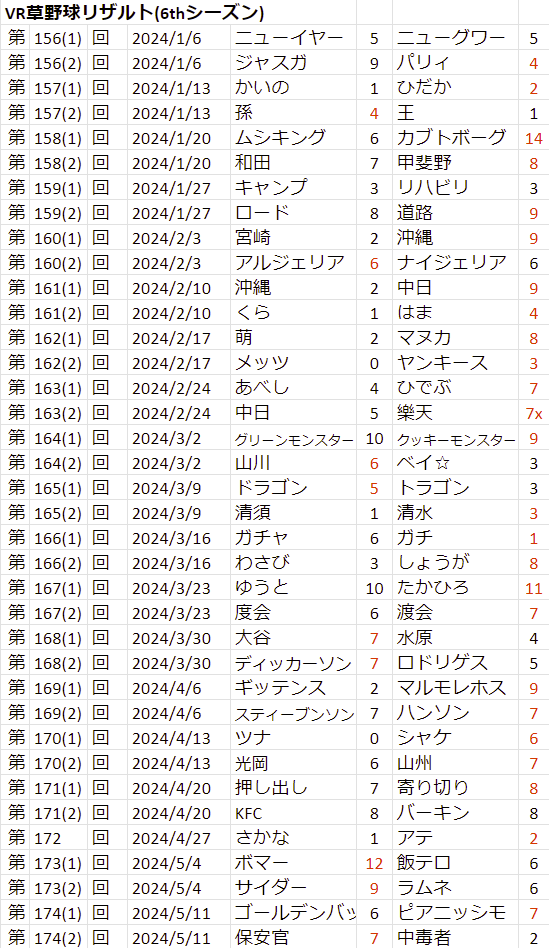 VR草野球リザルト(6thシーズン)
第 156(1) 回 2024/1/6 ニューイヤー 5 ニューグワー 5
第 156(2) 回 2024/1/6 ジャスガ 9 パリィ 4
第 157(1) 回 2024/1/13 かいの 1 ひだか 2
第 157(2) 回 2024/1/13 孫 4 王 1
第 158(1) 回 2024/1/20 ムシキング 6 カブトボーグ 14
第 158(2) 回 2024/1/20 和田 7 甲斐野 8
第 159(1) 回 2024/1/27 キャンプ 3 リハビリ 3
第 159(2) 回 2024/1/27 ロード 8 道路 9
第 160(1) 回 2024/2/3 宮崎 2 沖縄 9
第 160(2) 回 2024/2/3 アルジェリア 6 ナイジェリア 6
第 161(1) 回 2024/2/10 沖縄 2 中日 9
第 161(2) 回 2024/2/10 くら 1 はま 4
第 162(1) 回 2024/2/17 萌 2 マヌカ 8
第 162(2) 回 2024/2/17 メッツ 0 ヤンキース 3
第 163(1) 回 2024/2/24 あべし 4 ひでぶ 7
第 163(2) 回 2024/2/24 中日 5 樂天 7x
第 164(1) 回 2024/3/2 グリーンモンスター 10 クッキーモンスター 9
第 164(2) 回 2024/3/2 山川 6 ベイ☆ 3
第 165(1) 回 2024/3/9 ドラゴン 5 トラゴン 3
第 165(2) 回 2024/3/9 清須 1 清水 3
第 166(1) 回 2024/3/16 ガチャ 6 ガチ 1
第 166(2) 回 2024/3/16 わさび 3 しょうが 8
第 167(1) 回 2024/3/23 ゆうと 10 たかひろ 11
第 167(2) 回 2024/3/23 度会 6 渡会 7
第 168(1) 回 2024/3/30 大谷 7 水原 4
第 168(2) 回 2024/3/30 ディッカーソン 7 ロドリゲス 5
第 169(1) 回 2024/4/6 ギッテンス 2 マルモレホス 9
第 169(2) 回 2024/4/6 スティーブンソン 7 ハンソン 7
第 170(1) 回 2024/4/13 ツナ 0 シャケ 6
第 170(2) 回 2024/4/13 光岡 6 山州 7
第 171(1) 回 2024/4/20 押し出し 7 寄り切り 8
第 171(2) 回 2024/4/20 KFC 8 バーキン 8
第 172 回 2024/4/27 さかな 1 アテ 2
第 173(1) 回 2024/5/4 ボマー 12 飯テロ 6
第 173(2) 回 2024/5/4 サイダー 9 ラムネ 6
第 174(1) 回 2024/5/11 ゴールデンバッ 6 ピアニッシモ 7
第 174(2) 回 2024/5/11 保安官 7 中毒者 2